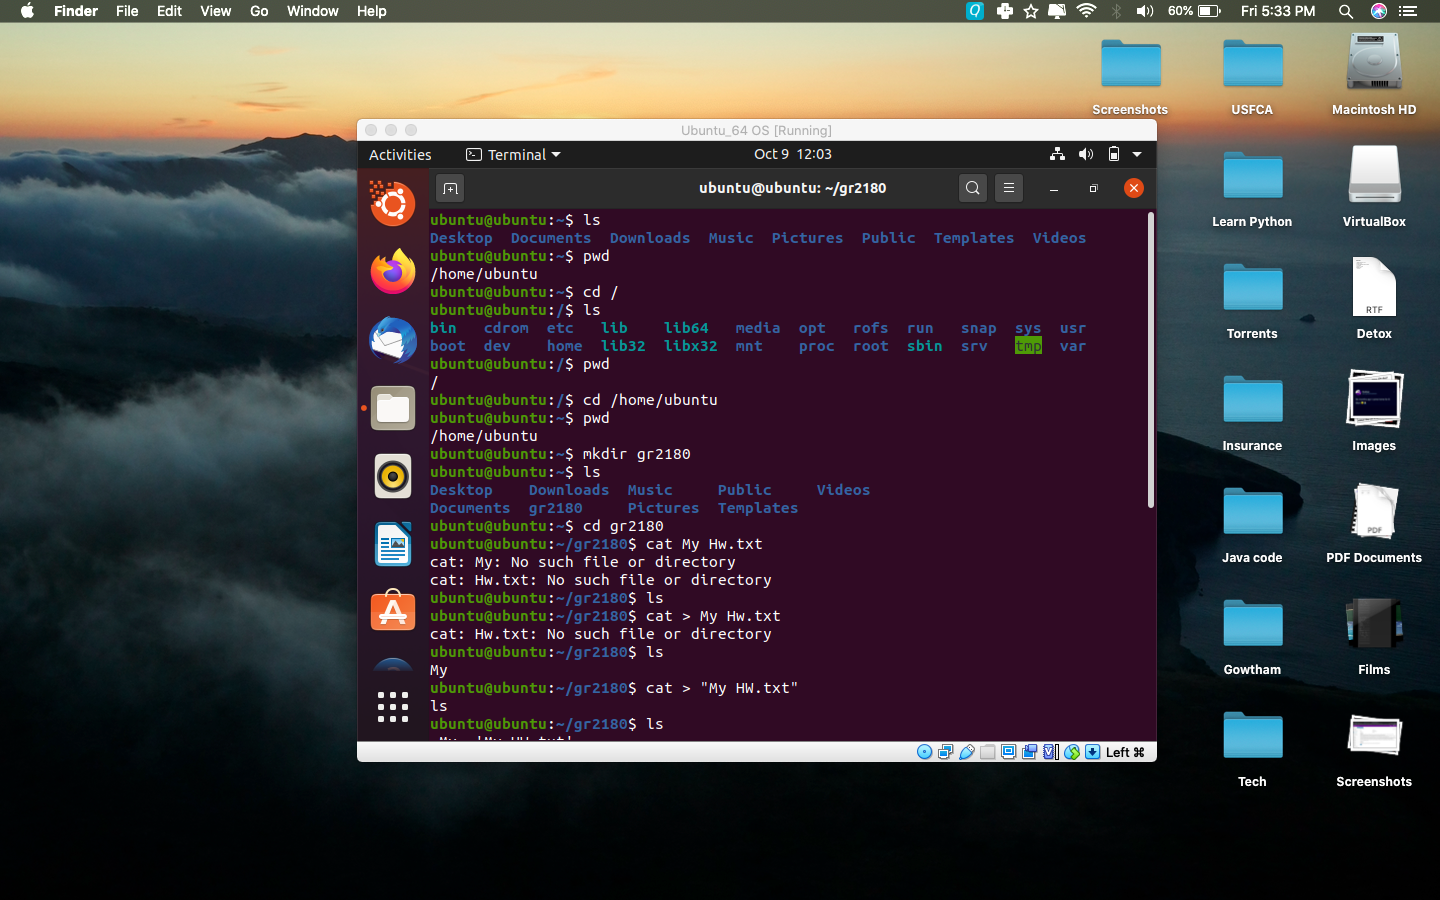 Finder File Edit View Go Window Help
Q 60% Fri 5:33 PM
Screenshots USFCA Macintosh HD
Learn Python VirtualBox
RTF
Torrents Detox
Insurance Images
PDF
Java code PDF Documents
Gowtham Films
Tech Screenshots
Ubuntu_64 OS [Running]
Activities Terminal Oct 9 12:03
ubuntu@ubuntu: ~/gr2180
ubuntu@ubuntu:~$ ls
Desktop Documents Downloads Music Pictures Public Templates Videos
ubuntu@ubuntu:~$ pwd
/home/ubuntu
ubuntu@ubuntu:~$ cd /
ubuntu@ubuntu:/$ ls
bin cdrom etc lib lib64 media opt rofs run snap sys usr
boot dev home lib32 libx32 mnt proc root sbin srv tmp var
ubuntu@ubuntu:/$ pwd
/
ubuntu@ubuntu:/$ cd /home/ubuntu
ubuntu@ubuntu:~$ pwd
/home/ubuntu
ubuntu@ubuntu:~$ mkdir gr2180
ubuntu@ubuntu:~$ ls
Desktop Downloads Music Public Videos
Documents gr2180 Pictures Templates
ubuntu@ubuntu:~$ cd gr2180
ubuntu@ubuntu:~/gr2180$ cat My Hw.txt
cat: My: No such file or directory
cat: Hw.txt: No such file or directory
ubuntu@ubuntu:~/gr2180$ ls
ubuntu@ubuntu:~/gr2180$ cat > My Hw.txt
cat: Hw.txt: No such file or directory
ubuntu@ubuntu:~/gr2180$ ls
My
ubuntu@ubuntu:~/gr2180$ cat > "My HW.txt"
ls
ubuntu@ubuntu:~/gr2180$ ls
Left ⌘